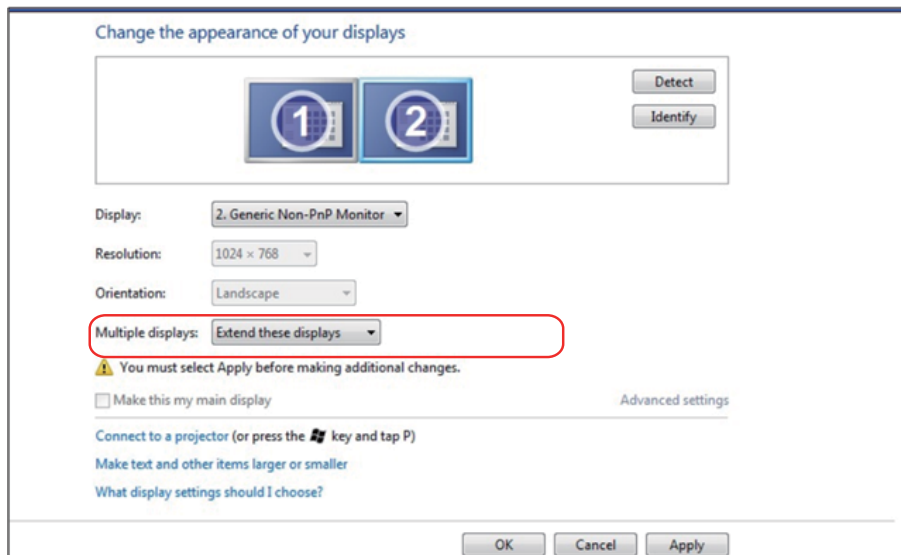 Change the appearance of your displays
1 2
Detect
Identify
Display: 2. Generic Non-PnP Monitor
Resolution: 1024 × 768
Orientation: Landscape
Multiple displays: Extend these displays
You must select Apply before making additional changes.
Make this my main display Advanced settings
Connect to a projector (or press the key and tap P)
Make text and other items larger or smaller
What display settings should I choose?
OK Cancel Apply